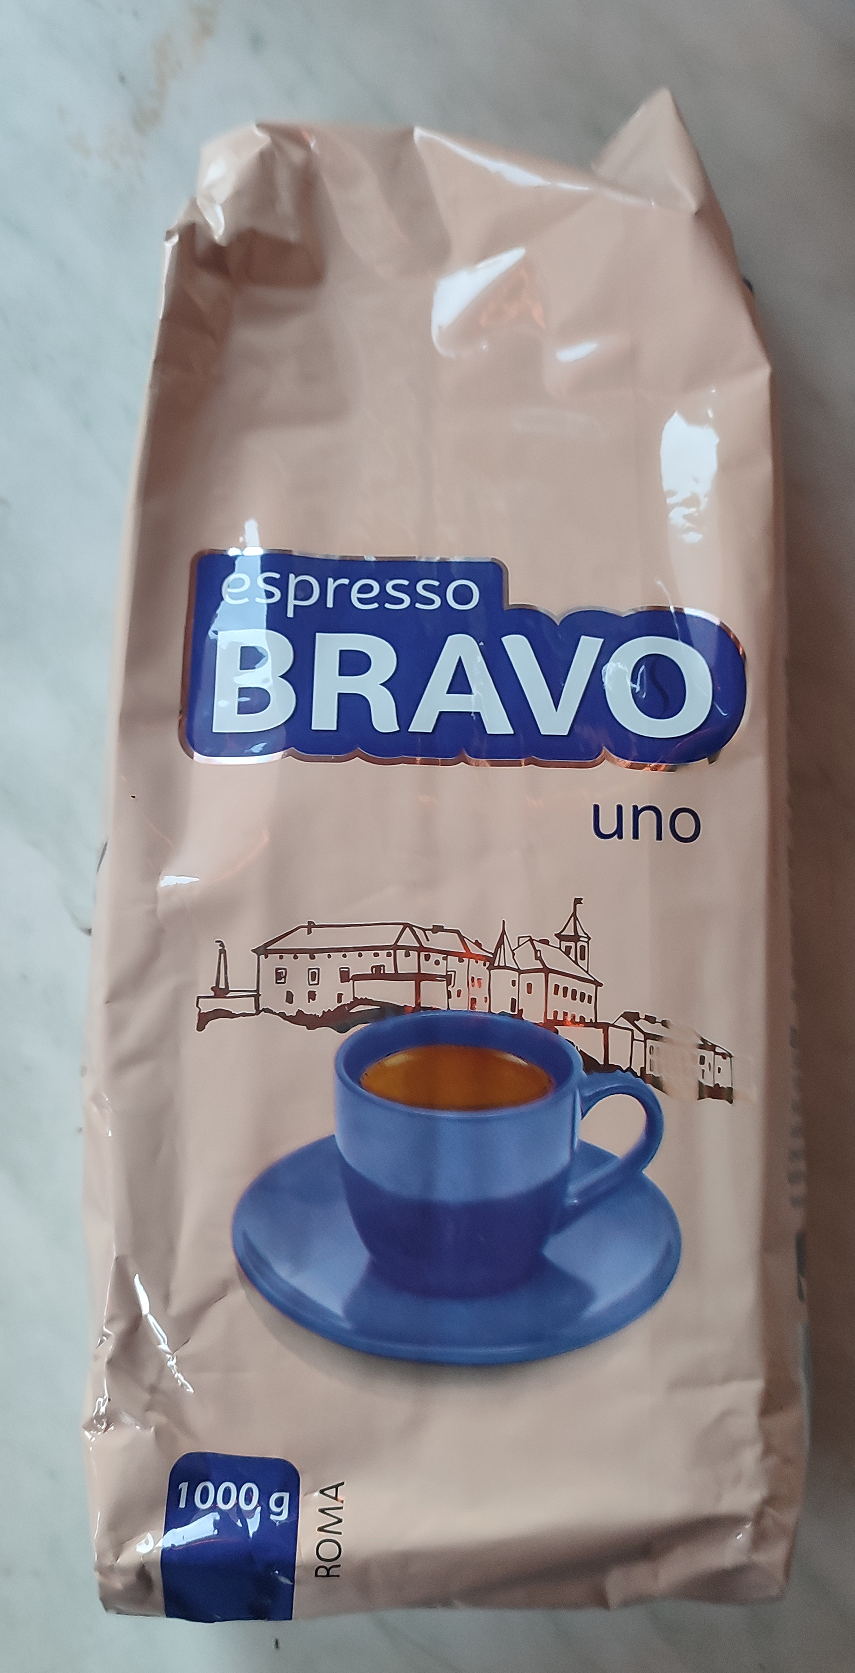 espresso
BRAVO
uno
1000 g
ROMA